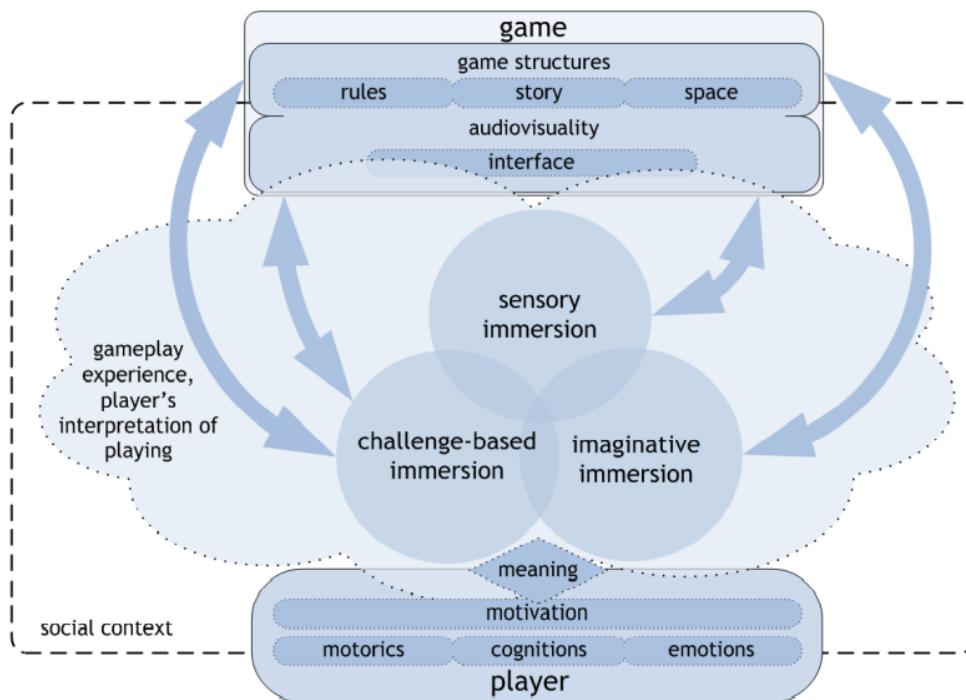 game
game structures
rules story space
audiovisuality
interface
sensory
immersion
gameplay
experience,
player's
interpretation of
playing
challenge-based
immersion
imaginative
immersion
meaning
motivation
social context
motorics cognitions emotions
player